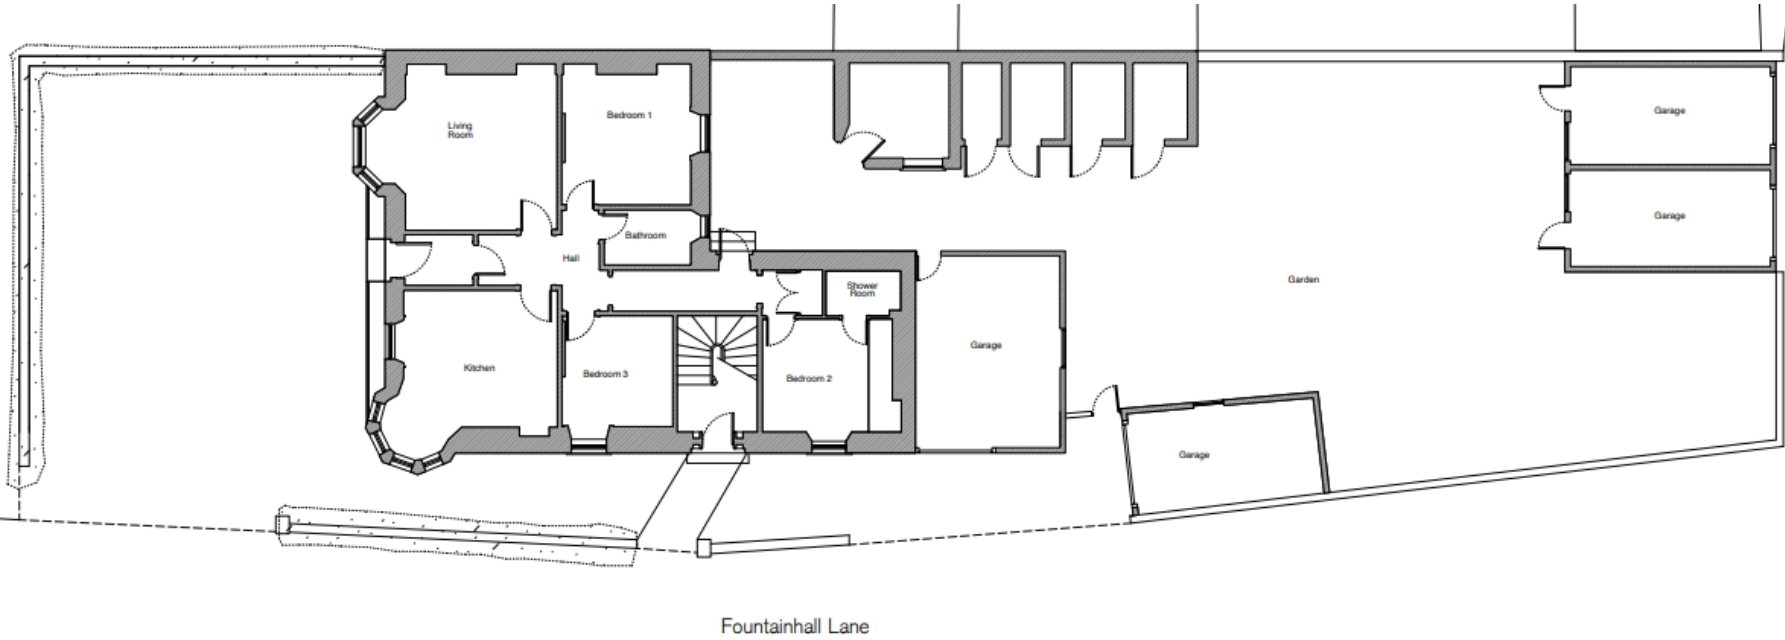 Living
Room
Bedroom 1
Garage
Bathroom
Garage
Hall
Garden
Shower
Room
Garage
Kitchen
Bedroom 3
Bedroom 2
Garage
Fountainhall Lane